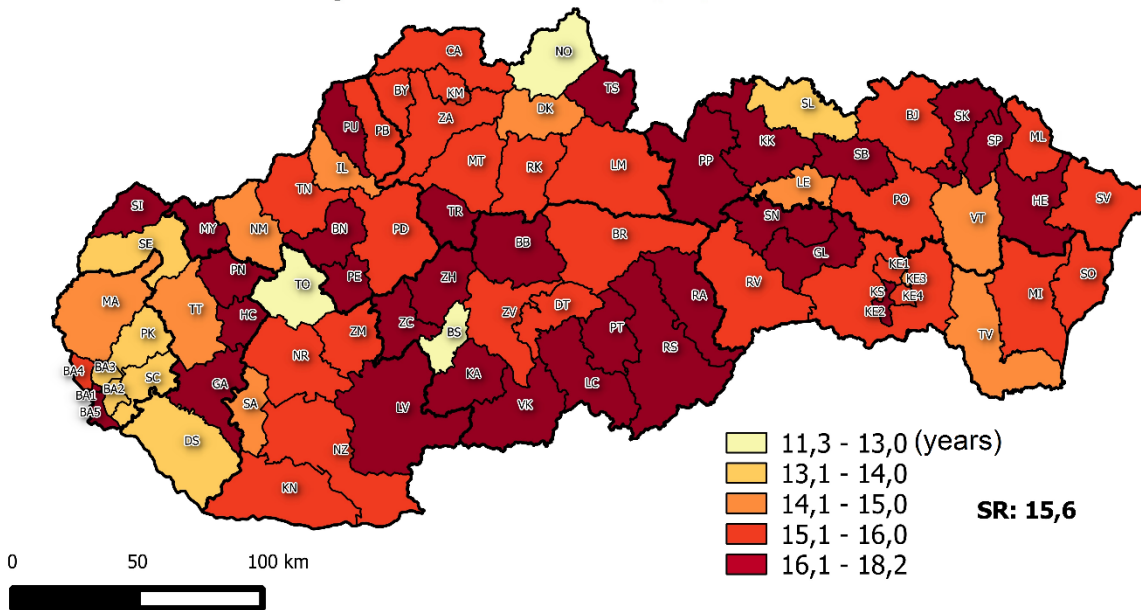 CA
NO
TS
BY
KM
DK
SL
BJ
SK
SP
ML
PU
PB
ZA
KK
SB
HE
SV
IL
MT
RK
LM
PP
LE
PO
VT
TN
SI
MY
NM
BN
PD
TR
BB
BR
SN
GL
SE
PN
TO
PE
ZH
RV
KE1
KE3
KS
KE4
KE2
MI
SO
MA
TT
HC
ZM
ZC
BS
ZV
DT
PT
RA
RS
TV
PK
NR
KA
BA4
BA3
SC
BA1
BA2
BA5
GA
SA
LV
VK
LC
DS
NZ
KN
11,3 - 13,0 (years)
13,1 - 14,0
14,1 - 15,0
15,1 - 16,0
16,1 - 18,2
SR: 15,6
0 50 100 km